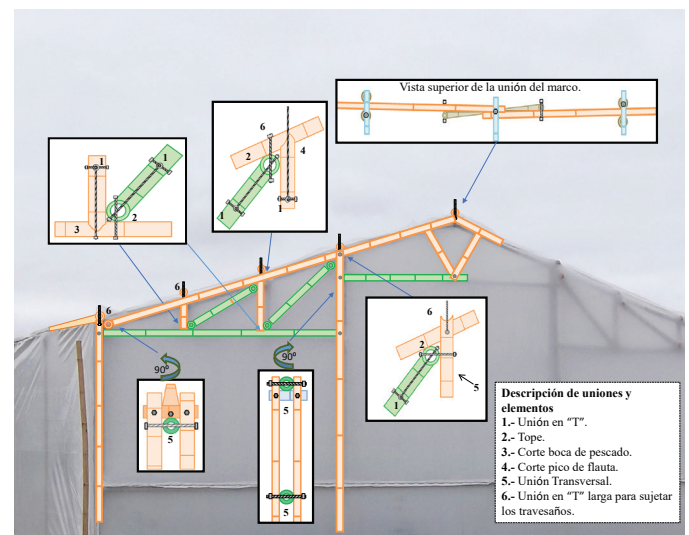 Vista superior de la unión del marco.
6
1
1
2
4
2
3
1
6
6
6
2
5
1
90°
90°
5
5
5
Descripción de uniones y
elementos
1.- Unión en “T”.
2.- Tope.
3.- Corte boca de pescado.
4.- Corte pico de flauta.
5.- Unión Transversal.
6.- Unión en “T” larga para sujetar
los travesaños.